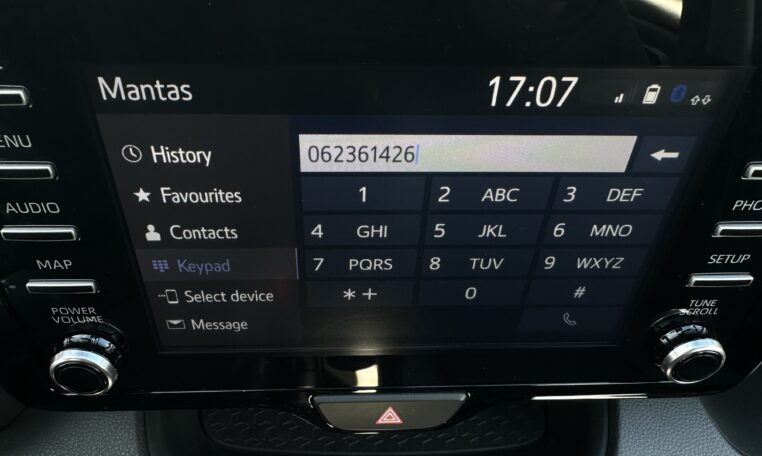 Mantas 17:07
History
062361426
Favourites
1
2 ABC
3 DEF
Contacts
4 GHI
5 JKL
6 MNO
Keypad
7 PQRS
8 TUV
9 WXYZ
Select device
*+
0
#
Message
ENU
AUDIO
MAP
POWER
VOLUME
PHO
SETUP
TUNE
SCROLL